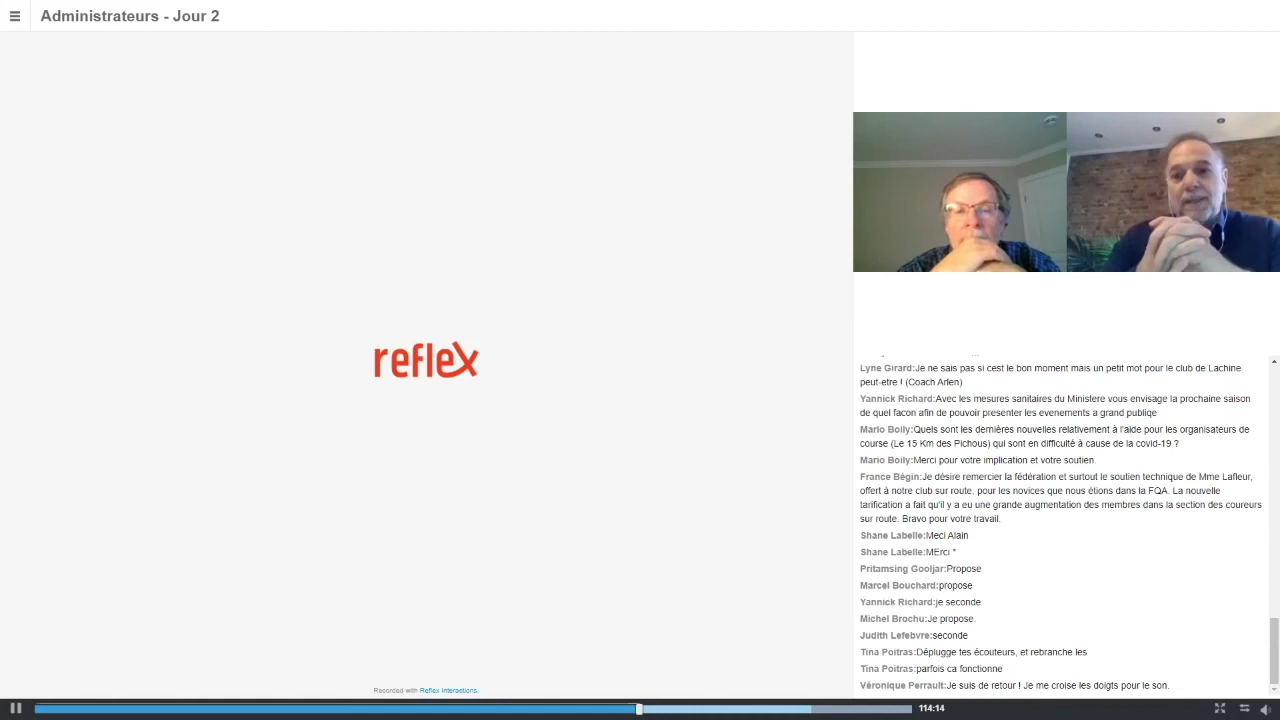 Administrateurs - Jour 2
reflex
Recorded with Reflex Interactions.
Lyne Girard:Je ne sais pas si cest le bon moment mais un petit mot pour le club de Lachine
peut-etre ! (Coach Arlen)
Yannick Richard:Avec les mesures sanitaires du Ministere vous envisage la prochaine saison
de quel facon afin de pouvoir presenter les evenements a grand publiqe
Mario Boily:Quels sont les dernières nouvelles relativement à l'aide pour les organisateurs de
course (Le 15 Km des Pichous) qui sont en difficulté à cause de la covid-19 ?
Mario Boily:Merci pour votre implication et votre soutien.
France Bégin:Je désire remercier la fédération et surtout le soutien technique de Mme Lafleur,
offert à notre club sur route, pour les novices que nous étions dans la FQA. La nouvelle
tarification a fait qu'il y a eu une grande augmentation des membres dans la section des coureurs
sur route. Bravo pour votre travail.
Shane Labelle:Meci Alain
Shane Labelle:MErci *
Pritamsing Gooljar:Propose
Marcel Bouchard:propose
Yannick Richard:je seconde
Michel Brochu:Je propose.
Judith Lefebvre:seconde
Tina Poitras:Déplugge tes écouteurs, et rebranche les
Tina Poitras:parfois ca fonctionne
Véronique Perrault:Je suis de retour ! Je me croise les doigts pour le son.
114:14